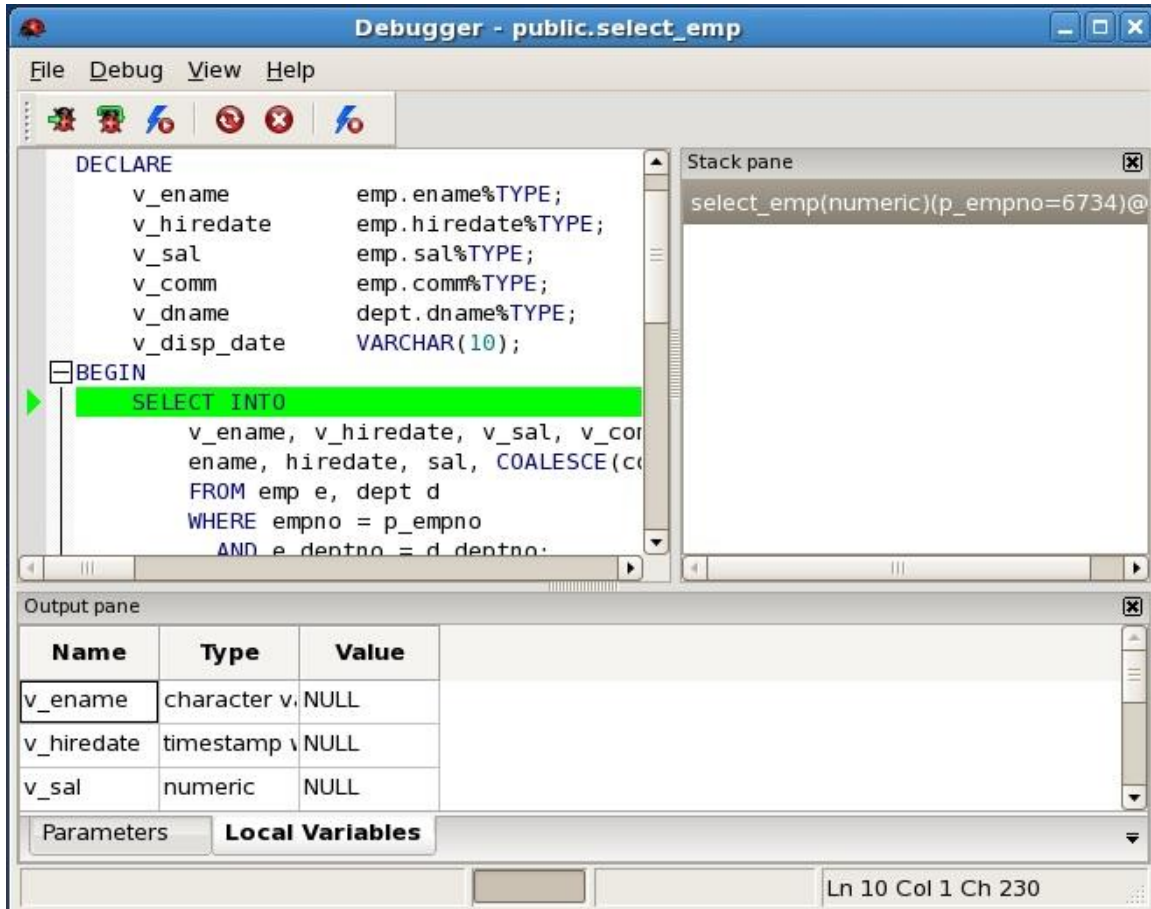 Debugger - public.select_emp
File Debug View Help
DECLARE
v_ename emp.ename%TYPE;
v_hiredate emp.hiredate%TYPE;
v_sal emp.sal%TYPE;
v_comm emp.comm%TYPE;
v_dname dept.dname%TYPE;
v_disp_date VARCHAR(10);
BEGIN
SELECT INTO
v_ename, v_hiredate, v_sal,
ename, hiredate, sal, COALESCE(
FROM emp e, dept d
WHERE empno = p_empno
AND e.deptno = d.deptno;
Stack pane
select_emp(numeric)(p_empno=6734)@
Output pane
Name Type Value
v_ename character NULL
v_hiredate timestamp NULL
v_sal numeric NULL
Parameters Local Variables
Ln 10 Col 1 Ch 230